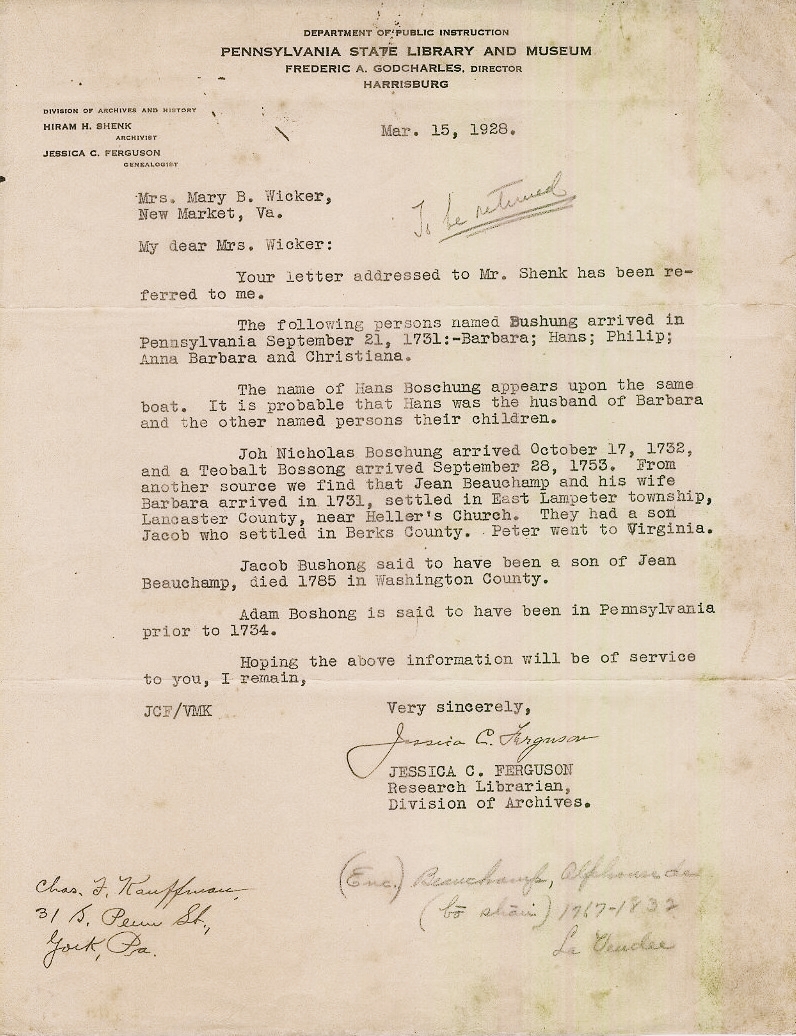 DEPARTMENT OF PUBLIC INSTRUCTION
PENNSYLVANIA STATE LIBRARY AND MUSEUM
FREDERIC A. GODCHARLES, DIRECTOR
HARRISBURG
DIVISION OF ARCHIVES AND HISTORY
HIRAM H. SHENK
ARCHIVIST
JESSICA C. FERGUSON
GENEALOGIST
Mar. 15, 1928.
Mrs. Mary B. Wicker,
New Market, Va.
To be returned
My dear Mrs. Wicker:
Your letter addressed to Mr. Shenk has been re-
ferred to me.
The following persons named Bushung arrived in
Pennsylvania September 21, 1731:-Barbara; Hans; Philip;
Anna Barbara and Christiana.
The name of Hans Boschung appears upon the same
boat. It is probable that Hans was the husband of Barbara
and the other named persons their children.
Joh Nicholas Boschung arrived October 17, 1732,
and a Teobalt Bossong arrived September 28, 1753. From
another source we find that Jean Beauchamp and his wife
Barbara arrived in 1731, settled in East Lampeter township,
Lancaster County, near Heller's Church. They had a son
Jacob who settled in Berks County. Peter went to Virginia.
Jacob Bushong said to have been a son of Jean
Beauchamp, died 1785 in Washington County.
Adam Boshong is said to have been in Pennsylvania
prior to 1734.
Hoping the above information will be of service
to you, I remain,
JCF/VMK
Very sincerely,
Jessica C. Ferguson
JESSICA C. FERGUSON
Research Librarian,
Division of Archives.
(Enc.) Beauchamp, Alphonse de
(bō shän) 1767-1832
La Vendee
Chas. F. Kauffman,
31 S. Penn St.,
York, Pa.